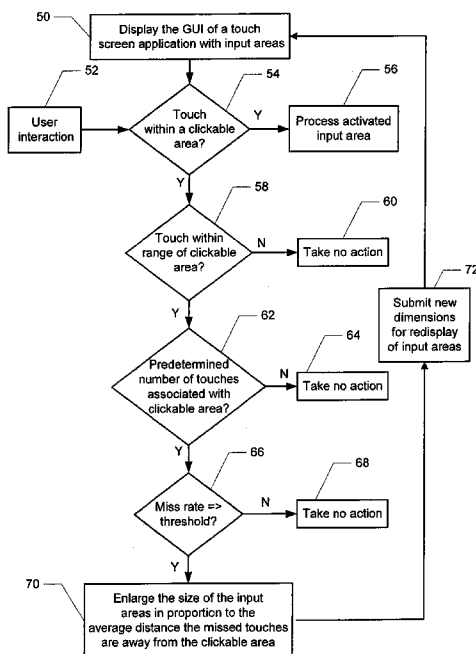 50
Display the GUI of a touch
screen application with input areas
52
54
56
User
interaction
Touch
within a clickable
area?
Y
Process activated
input area
Y
58
60
Touch within
range of clickable
area?
N
Take no action
72
Submit new
dimensions
for redisplay
of input areas
Y
62
64
Predetermined
number of touches
associated with
clickable area?
N
Take no action
Y
66
68
Miss rate =>
threshold?
N
Take no action
Y
70
Enlarge the size of the input
areas in proportion to the
average distance the missed touches
are away from the clickable area